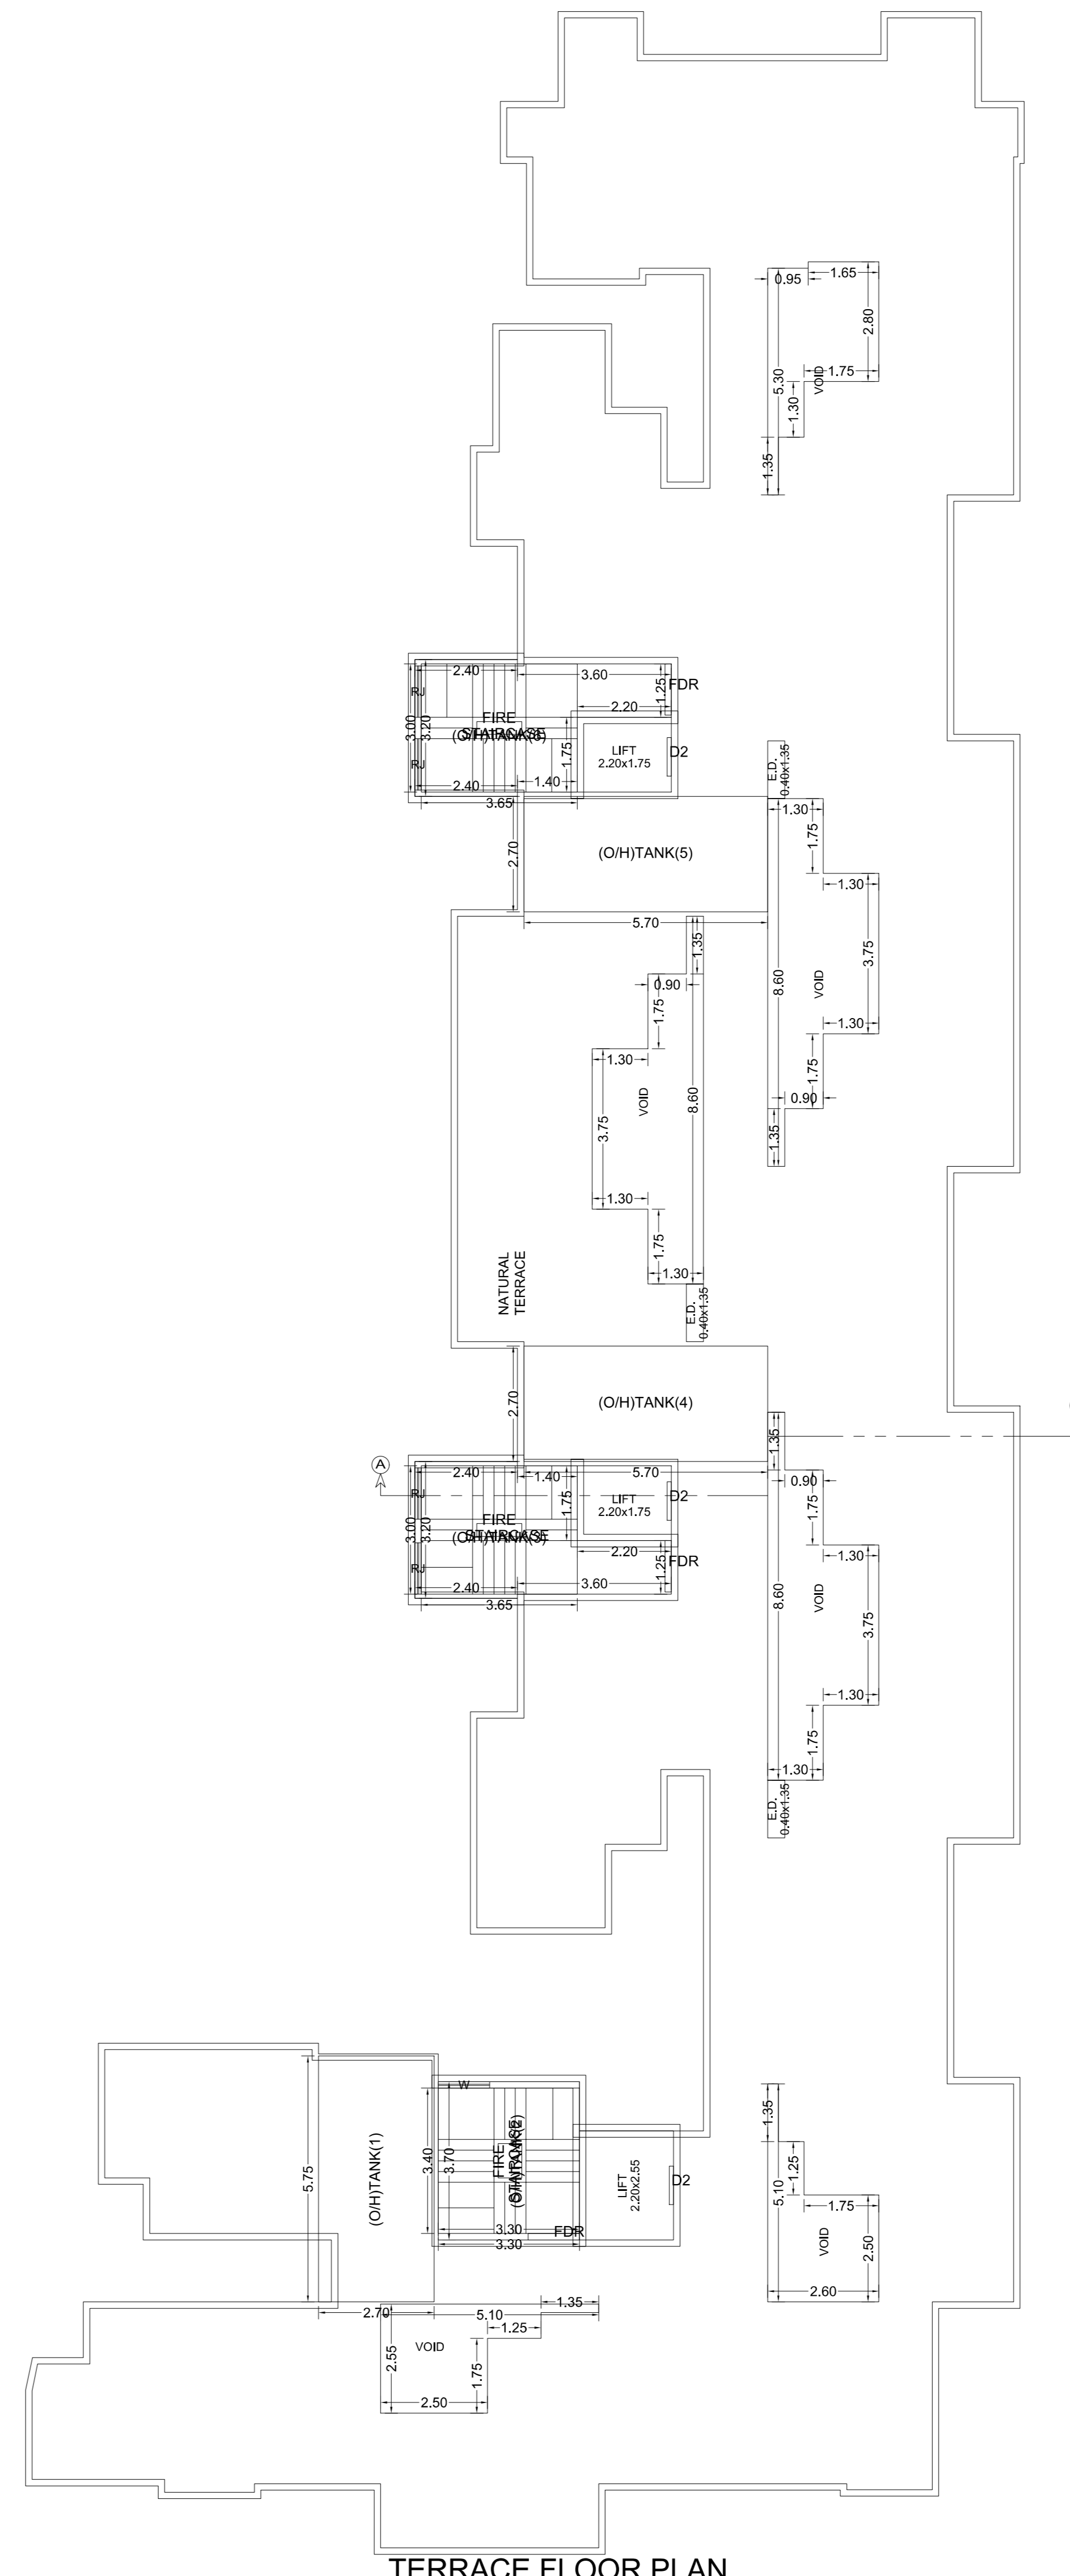 0.95
1.65
2.80
5.30
1.75
VOID
1.30
1.35
2.40
3.60
FDR
RJ
1.25
2.20
FIRE
STAIRCASE
(O/H)TANK(6)
3.00
3.20
1.75
LIFT
2.20x1.75
D2
RJ
2.40
1.40
3.65
E.D.
0.40x1.35
1.30
1.75
2.70
(O/H)TANK(5)
1.30
5.70
1.35
0.90
1.75
8.60
VOID
3.75
1.30
1.30
1.75
0.90
1.35
VOID
3.75
8.60
1.30
1.75
1.30
NATURAL
TERRACE
E.D.
0.40x1.35
2.70
(O/H)TANK(4)
1.35
A
2.40
1.40
5.70
0.90
RJ
1.75
LIFT
2.20x1.75
D2
1.75
FIRE
STAIRCASE
(O/H)TANK(3)
3.00
3.20
2.20
1.30
RJ
1.25
FDR
2.40
3.60
3.65
8.60
VOID
3.75
1.30
1.75
1.30
E.D.
0.40x1.35
W
1.35
5.75
(O/H)TANK(1)
3.40
3.70
FIRE
STAIRCASE
(O/H)TANK(2)
LIFT
2.20x2.55
D2
5.10
1.25
1.75
3.30
FDR
3.30
VOID
2.50
2.60
2.70
1.35
5.10
1.25
2.55
VOID
1.75
2.50
TERRACE FLOOR PLAN